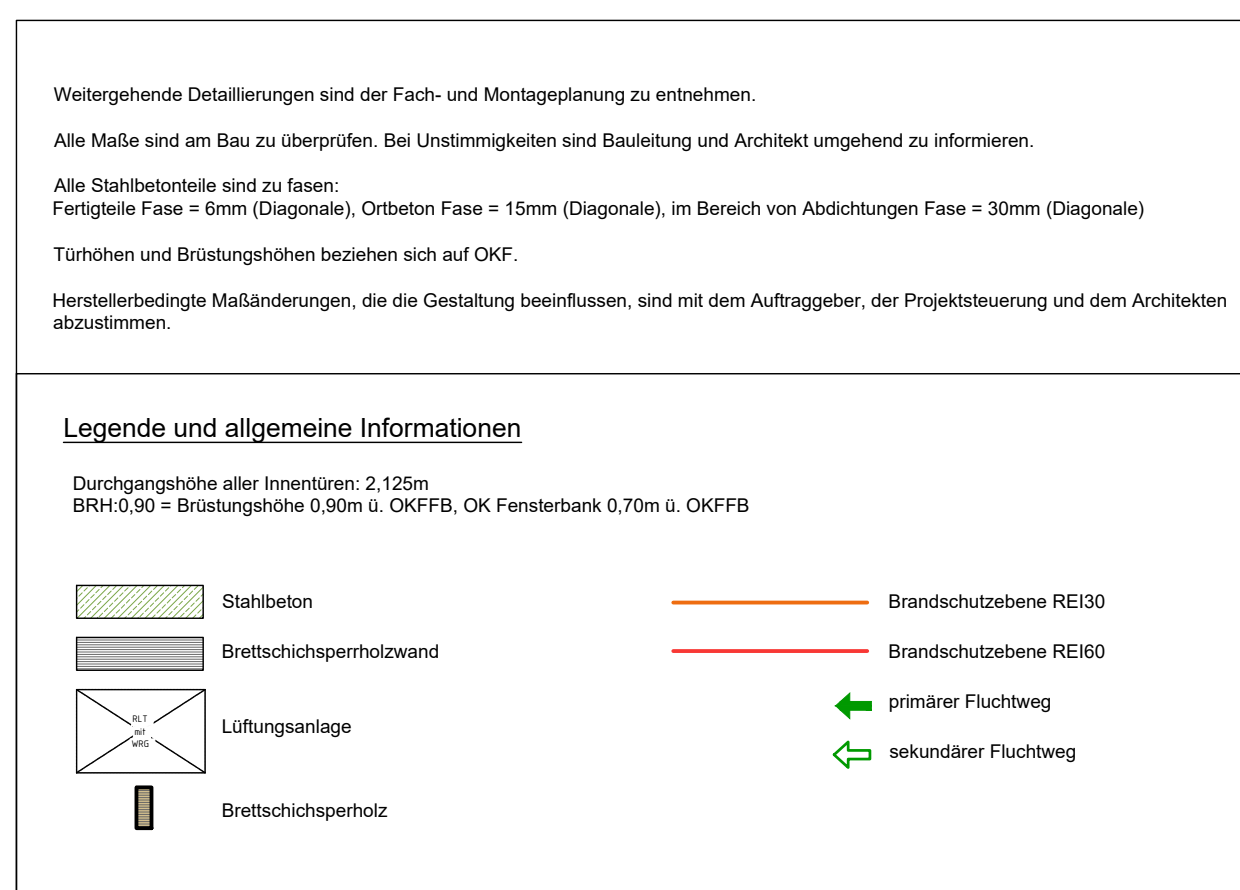 Weitergehende Detaillierungen sind der Fach- und Montageplanung zu entnehmen.
Alle Maße sind am Bau zu überprüfen. Bei Unstimmigkeiten sind Bauleitung und Architekt umgehend zu informieren.
Alle Stahlbetonteile sind zu fasen:
Fertigteile Fase = 6mm (Diagonale), Ortbeton Fase = 15mm (Diagonale), im Bereich von Abdichtungen Fase = 30mm (Diagonale)
Türhöhen und Brüstungshöhen beziehen sich auf OKF.
Herstellerbedingte Maßänderungen, die die Gestaltung beeinflussen, sind mit dem Auftraggeber, der Projektsteuerung und dem Architekten
abzustimmen.
Legende und allgemeine Informationen
Durchgangshöhe aller Innentüren: 2,125m
BRH:0,90 = Brüstungshöhe 0,90m ü. OKFFB, OK Fensterbank 0,70m ü. OKFFB
Stahlbeton
Brettschichsperrholzwand
RLT
mit
WRG
Lüftungsanlage
Brettschichsperholz
Brandschutzebene REI30
Brandschutzebene REI60
primärer Fluchtweg
sekundärer Fluchtweg